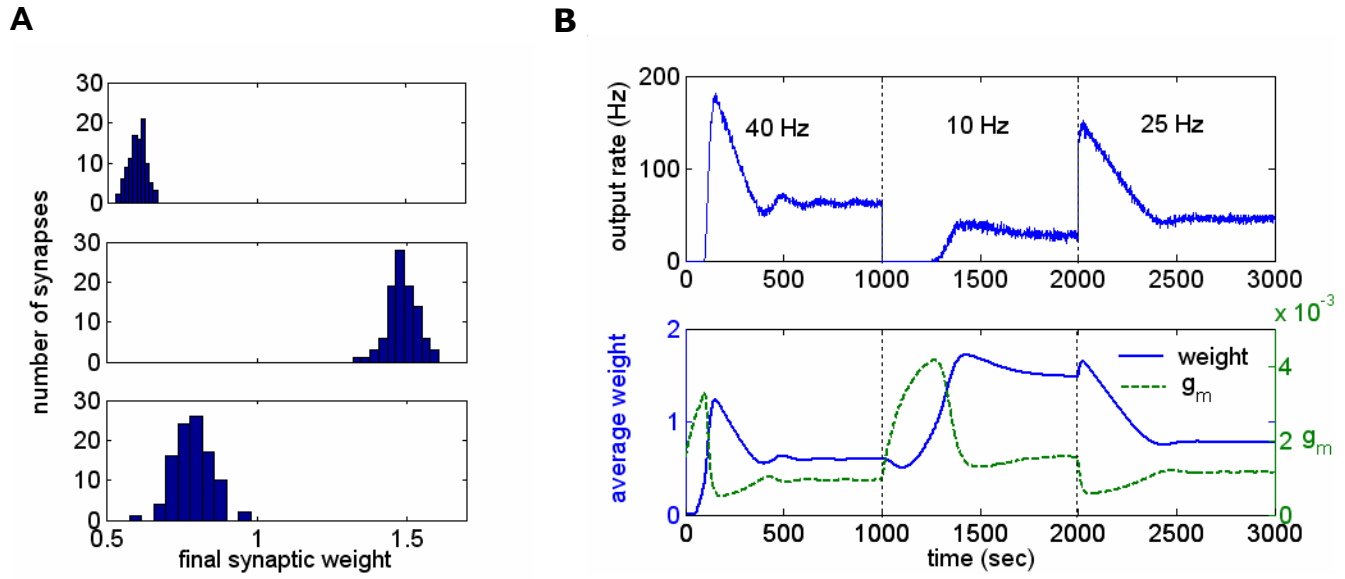 A
30
20
10
0
30
20
10
0
30
20
10
0
0.5 1 1.5
number of synapses
final synaptic weight
B
200
100
0
output rate (Hz)
40 Hz 10 Hz 25 Hz
0 500 1000 1500 2000 2500 3000
x 10-3
2
1
0
average weight
weight
gm
4
2
0
gm
0 500 1000 1500 2000 2500 3000
time (sec)